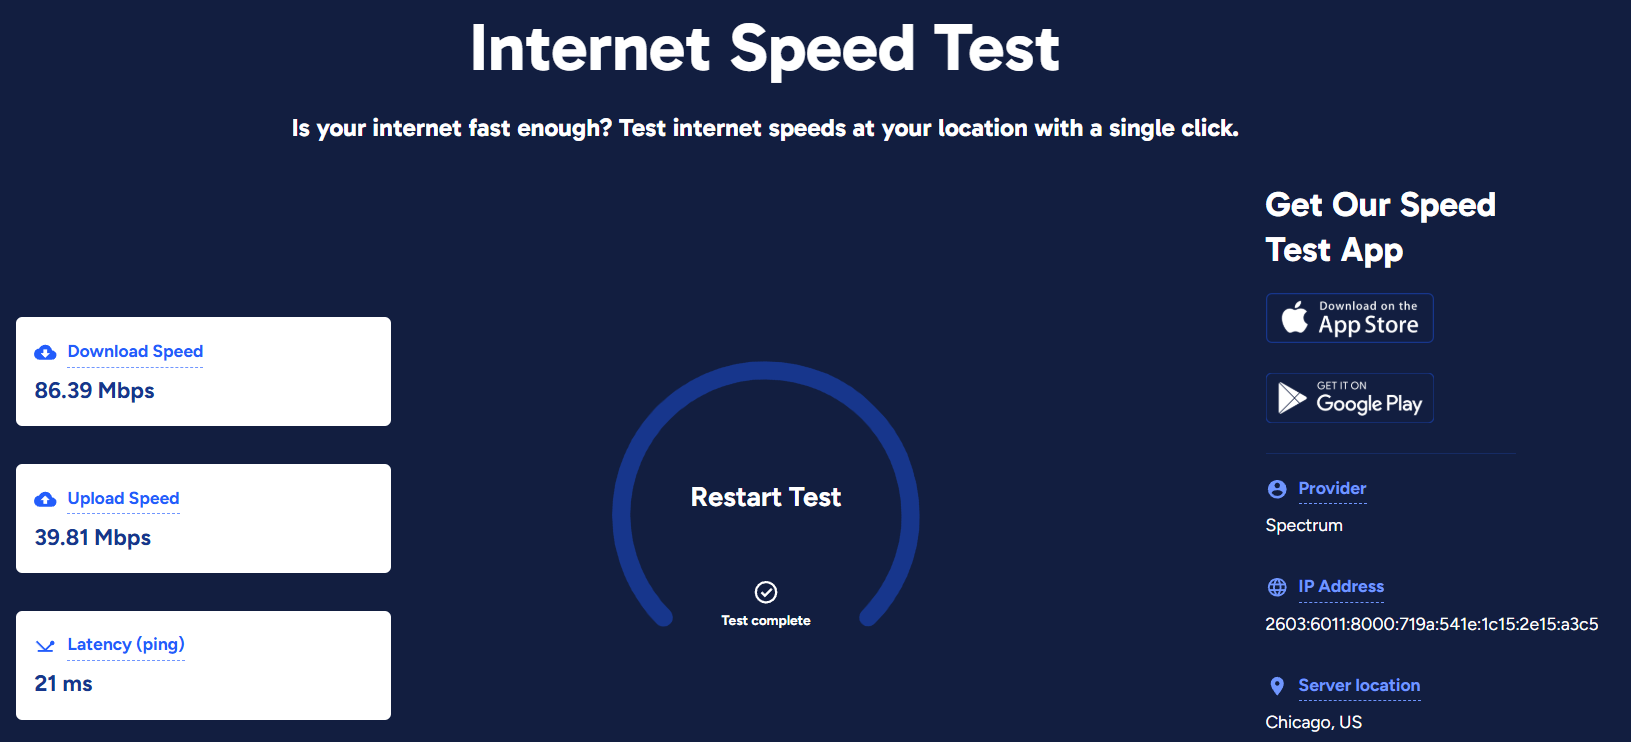 Internet Speed Test
Is your internet fast enough? Test internet speeds at your location with a single click.
Download Speed
86.39 Mbps
Upload Speed
39.81 Mbps
Latency (ping)
21 ms
Restart Test
Test complete
Get Our Speed
Test App
Download on the
App Store
GET IT ON
Google Play
Provider
Spectrum
IP Address
2603:6011:8000:719a:541e:1c15:2e15:a3c5
Server location
Chicago, US